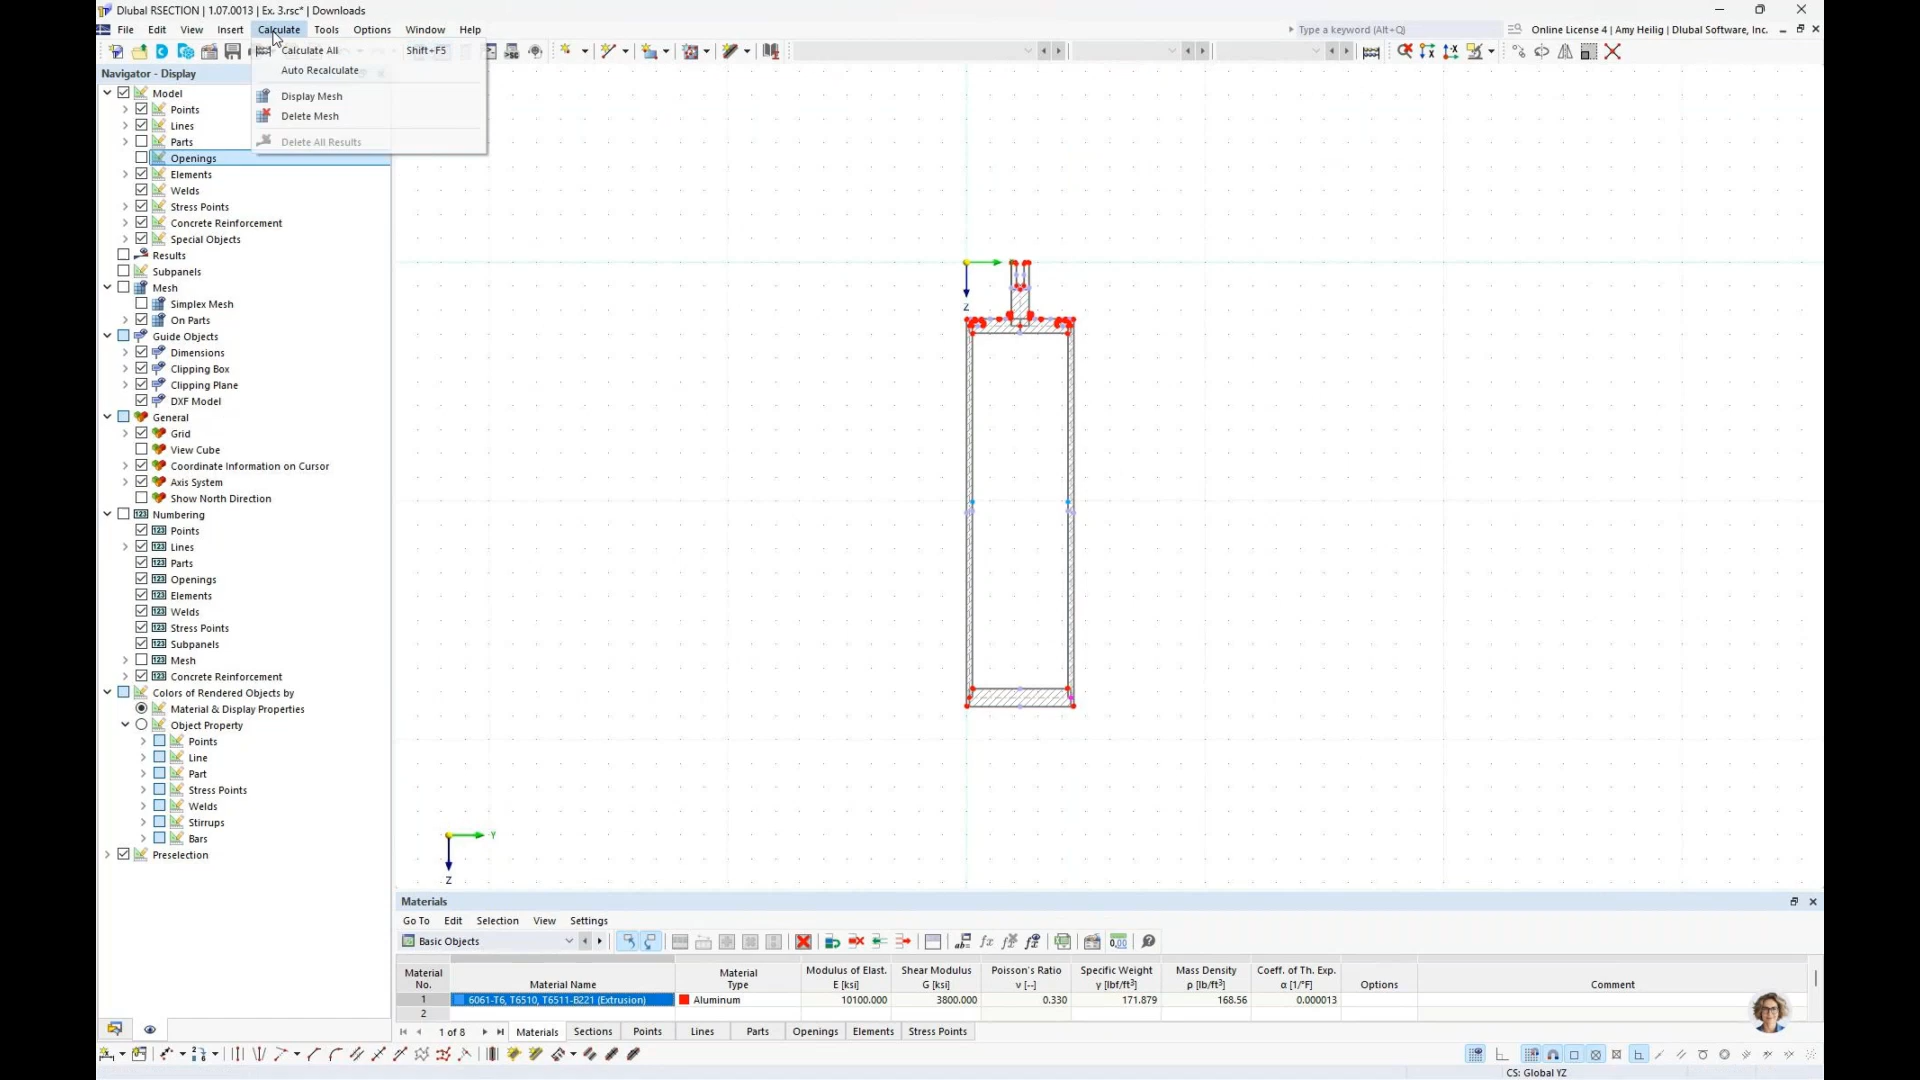 Dlubal RSECTION | 1.07.0013 | Ex. 3.rsc* | Downloads
File Edit View Insert Calculate Tools Options Window Help
Type a keyword (Alt+Q)
Online License 4 | Amy Heilig | Dlubal Software, Inc.
Calculate All Shift+F5
Auto Recalculate
Display Mesh
Delete Mesh
Delete All Results
Navigator - Display
Model
Points
Lines
Parts
Openings
Elements
Welds
Stress Points
Concrete Reinforcement
Special Objects
Results
Subpanels
Mesh
Simplex Mesh
On Parts
Guide Objects
Dimensions
Clipping Box
Clipping Plane
DXF Model
General
Grid
View Cube
Coordinate Information on Cursor
Axis System
Show North Direction
Numbering
123 Points
123 Lines
123 Parts
123 Openings
123 Elements
123 Welds
123 Stress Points
123 Subpanels
123 Mesh
123 Concrete Reinforcement
Colors of Rendered Objects by
Material & Display Properties
Object Property
Points
Line
Part
Stress Points
Welds
Stirrups
Bars
Preselection
Z
Y
Z
Materials
Go To Edit Selection View Settings
Basic Objects
Material No. Material Name Material Type Modulus of Elast. E [ksi] Shear Modulus G [ksi] Poisson's Ratio ν [--] Specific Weight γ [lbf/ft³] Mass Density ρ [lb/ft³] Coeff. of Th. Exp. α [1/°F] Options Comment
1 6061-T6, T6510, T6511-B221 (Extrusion) Aluminum 10100.000 3800.000 0.330 171.879 168.56 0.000013
2
1 of 8 Materials Sections Points Lines Parts Openings Elements Stress Points
CS: Global YZ